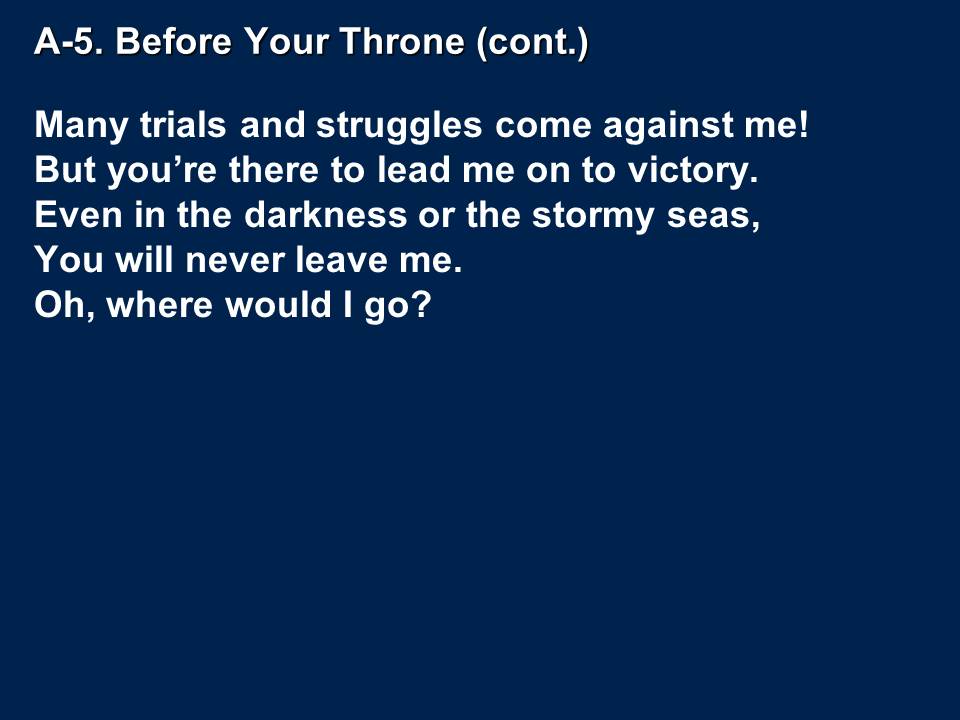 A-5. Before Your Throne (cont.)
Many trials and struggles come against me!
But you’re there to lead me on to victory.
Even in the darkness or the stormy seas,
You will never leave me.
Oh, where would I go?